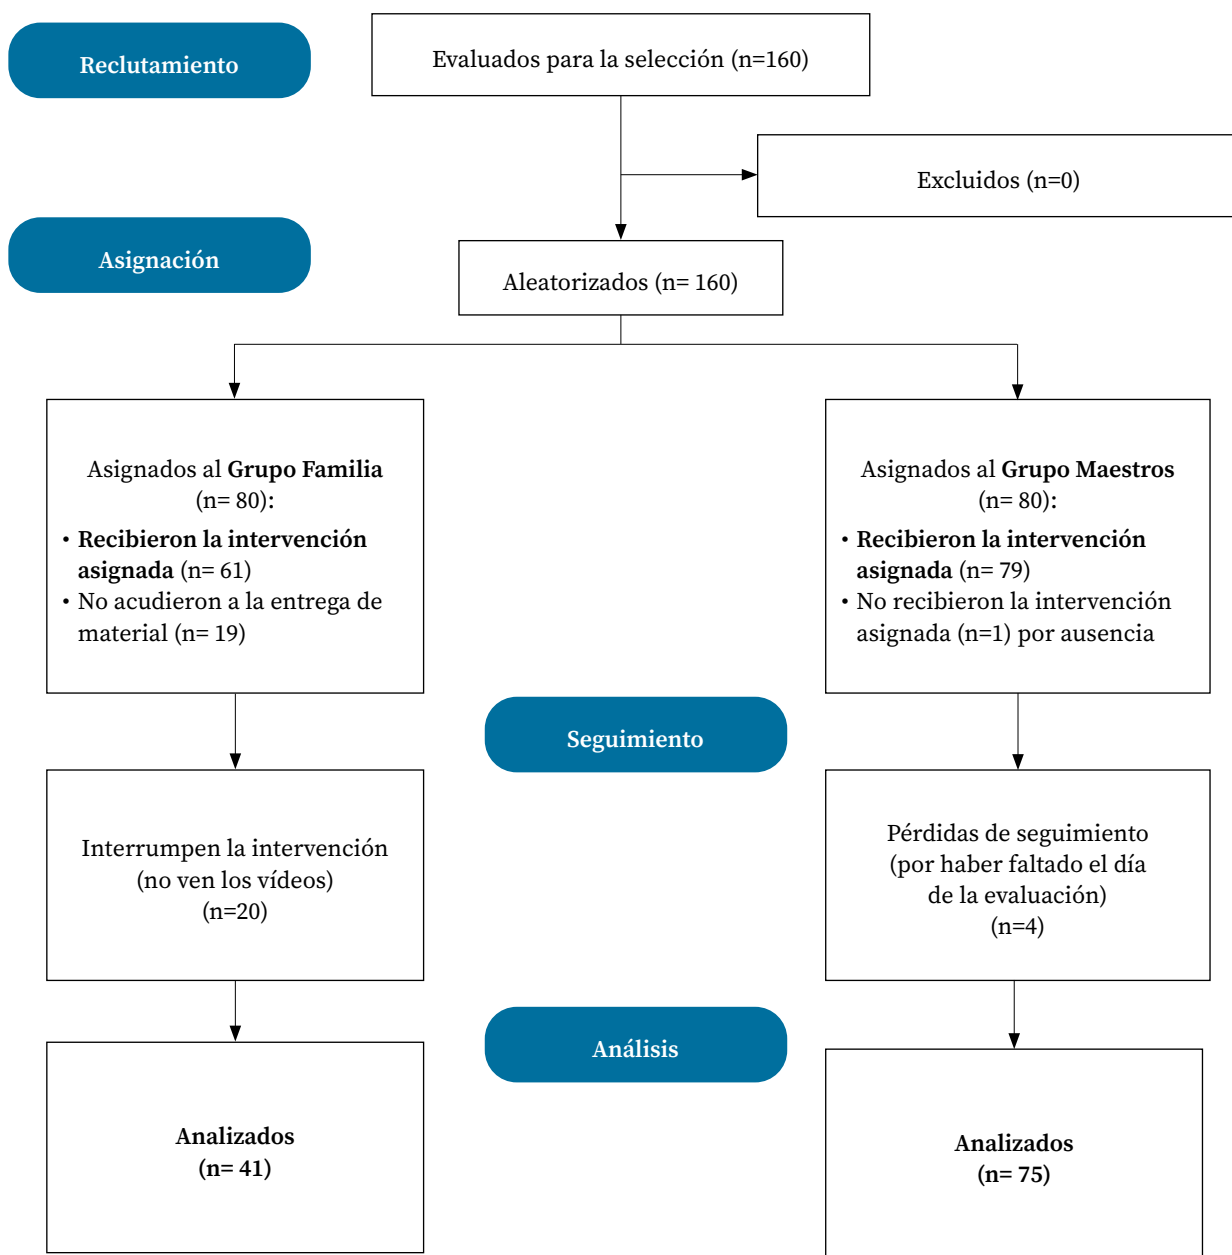 Reclutamiento
Evaluados para la selección (n=160)
Excluidos (n=0)
Asignación
Aleatorizados (n= 160)
Asignados al Grupo Familia
(n= 80):
• Recibieron la intervención
asignada (n= 61)
• No acudieron a la entrega de
material (n= 19)
Asignados al Grupo Maestros
(n= 80):
• Recibieron la intervención
asignada (n= 79)
• No recibieron la intervención
asignada (n=1) por ausencia
Seguimiento
Interrumpen la intervención
(no ven los vídeos)
(n=20)
Pérdidas de seguimiento
(por haber faltado el día
de la evaluación)
(n=4)
Análisis
Analizados
(n= 41)
Analizados
(n= 75)